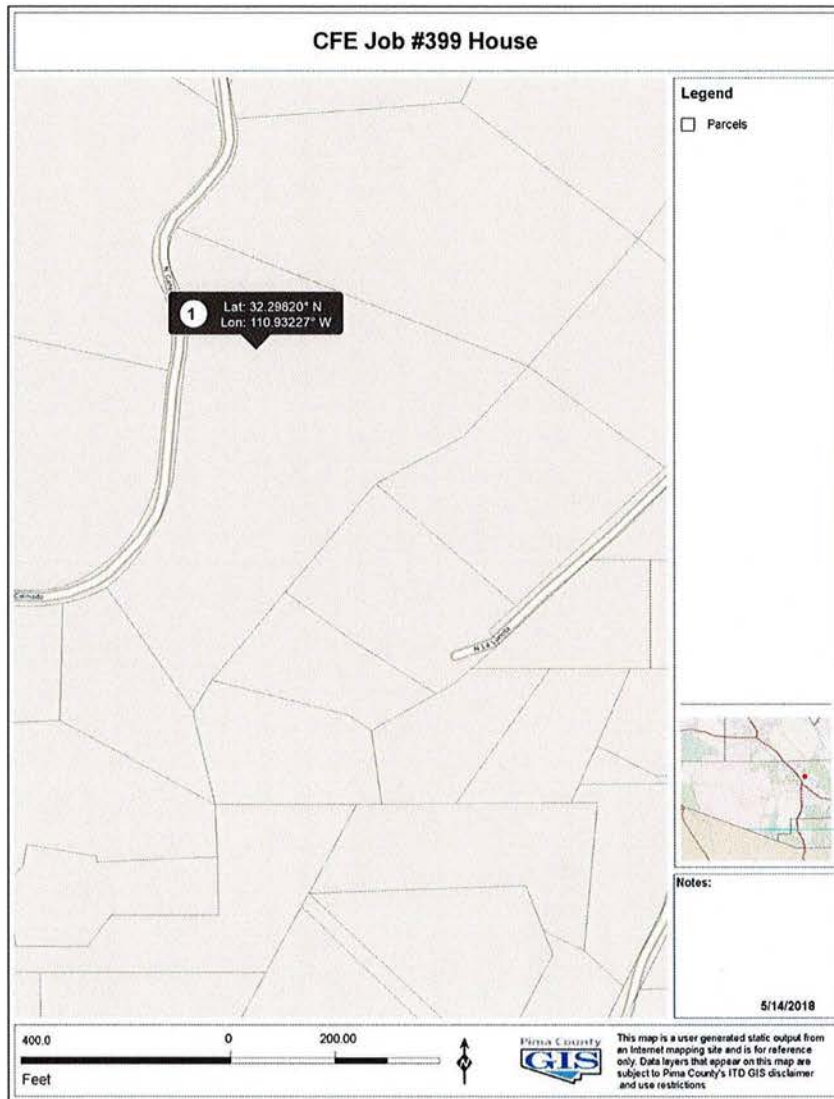 CFE Job #399 House
Legend
Parcels
1
Lat: 32.29820° N
Lon: 110.93227° W
N La
Notes:
5/14/2018
400.0
0
200.00
Feet
N
Pima County
GIS
This map is a user generated static output from
an Internet mapping site and is for reference
only. Data layers that appear on this map are
subject to Pima County's ITD GIS disclaimer
and use restrictions